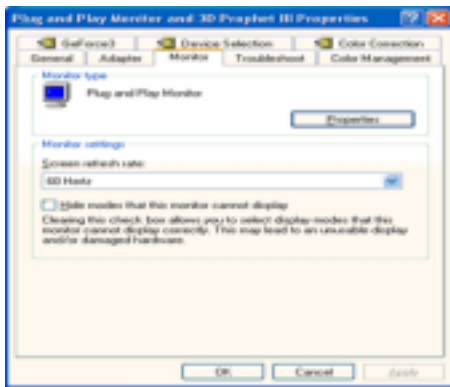 Plug and Play Monitor and 3D Prophet III Properties
GeForce3 Device Selection Color Correction
General Adapter Monitor Troubleshoot Color Management
Monitor type
Plug and Play Monitor
Properties
Monitor settings
Screen refresh rate:
60 Hertz
Hide modes that this monitor cannot display
Clearing this check box allows you to select display modes that this
monitor cannot display correctly. This may lead to an unusable display
and/or damaged hardware.
OK Cancel Apply